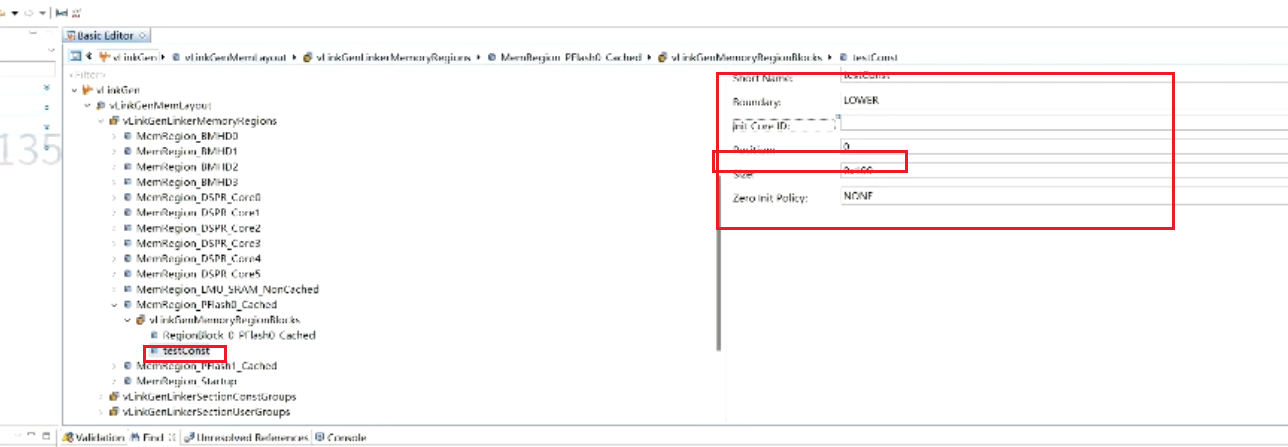 Basic Editor
vLinkGen vLinkGenMemLayout vLinkGenLinkerMemoryRegions MemRegion_PFlash0_Cached vLinkGenMemoryRegionBlocks testConst
<Filter>
vLinkGen
vLinkGenMemLayout
vLinkGenLinkerMemoryRegions
MemRegion_BMHD0
MemRegion_BMHD1
MemRegion_BMHD2
MemRegion_BMHD3
MemRegion_DSPR_Core0
MemRegion_DSPR_Core1
MemRegion_DSPR_Core2
MemRegion_DSPR_Core3
MemRegion_DSPR_Core4
MemRegion_DSPR_Core5
MemRegion_LMU_SRAM_NonCached
MemRegion_PFlash0_Cached
vLinkGenMemoryRegionBlocks
RegionBlock_0_PFlash0_Cached
testConst
MemRegion_PFlash1_Cached
MemRegion_Startup
vLinkGenLinkerSectionConstGroups
vLinkGenLinkerSectionUserGroups
Short Name: testConst
Boundary: LOWER
Init Core ID:
Position: 0
Size:
Zero Init Policy: NONE
135
Validation Find Unresolved References Console